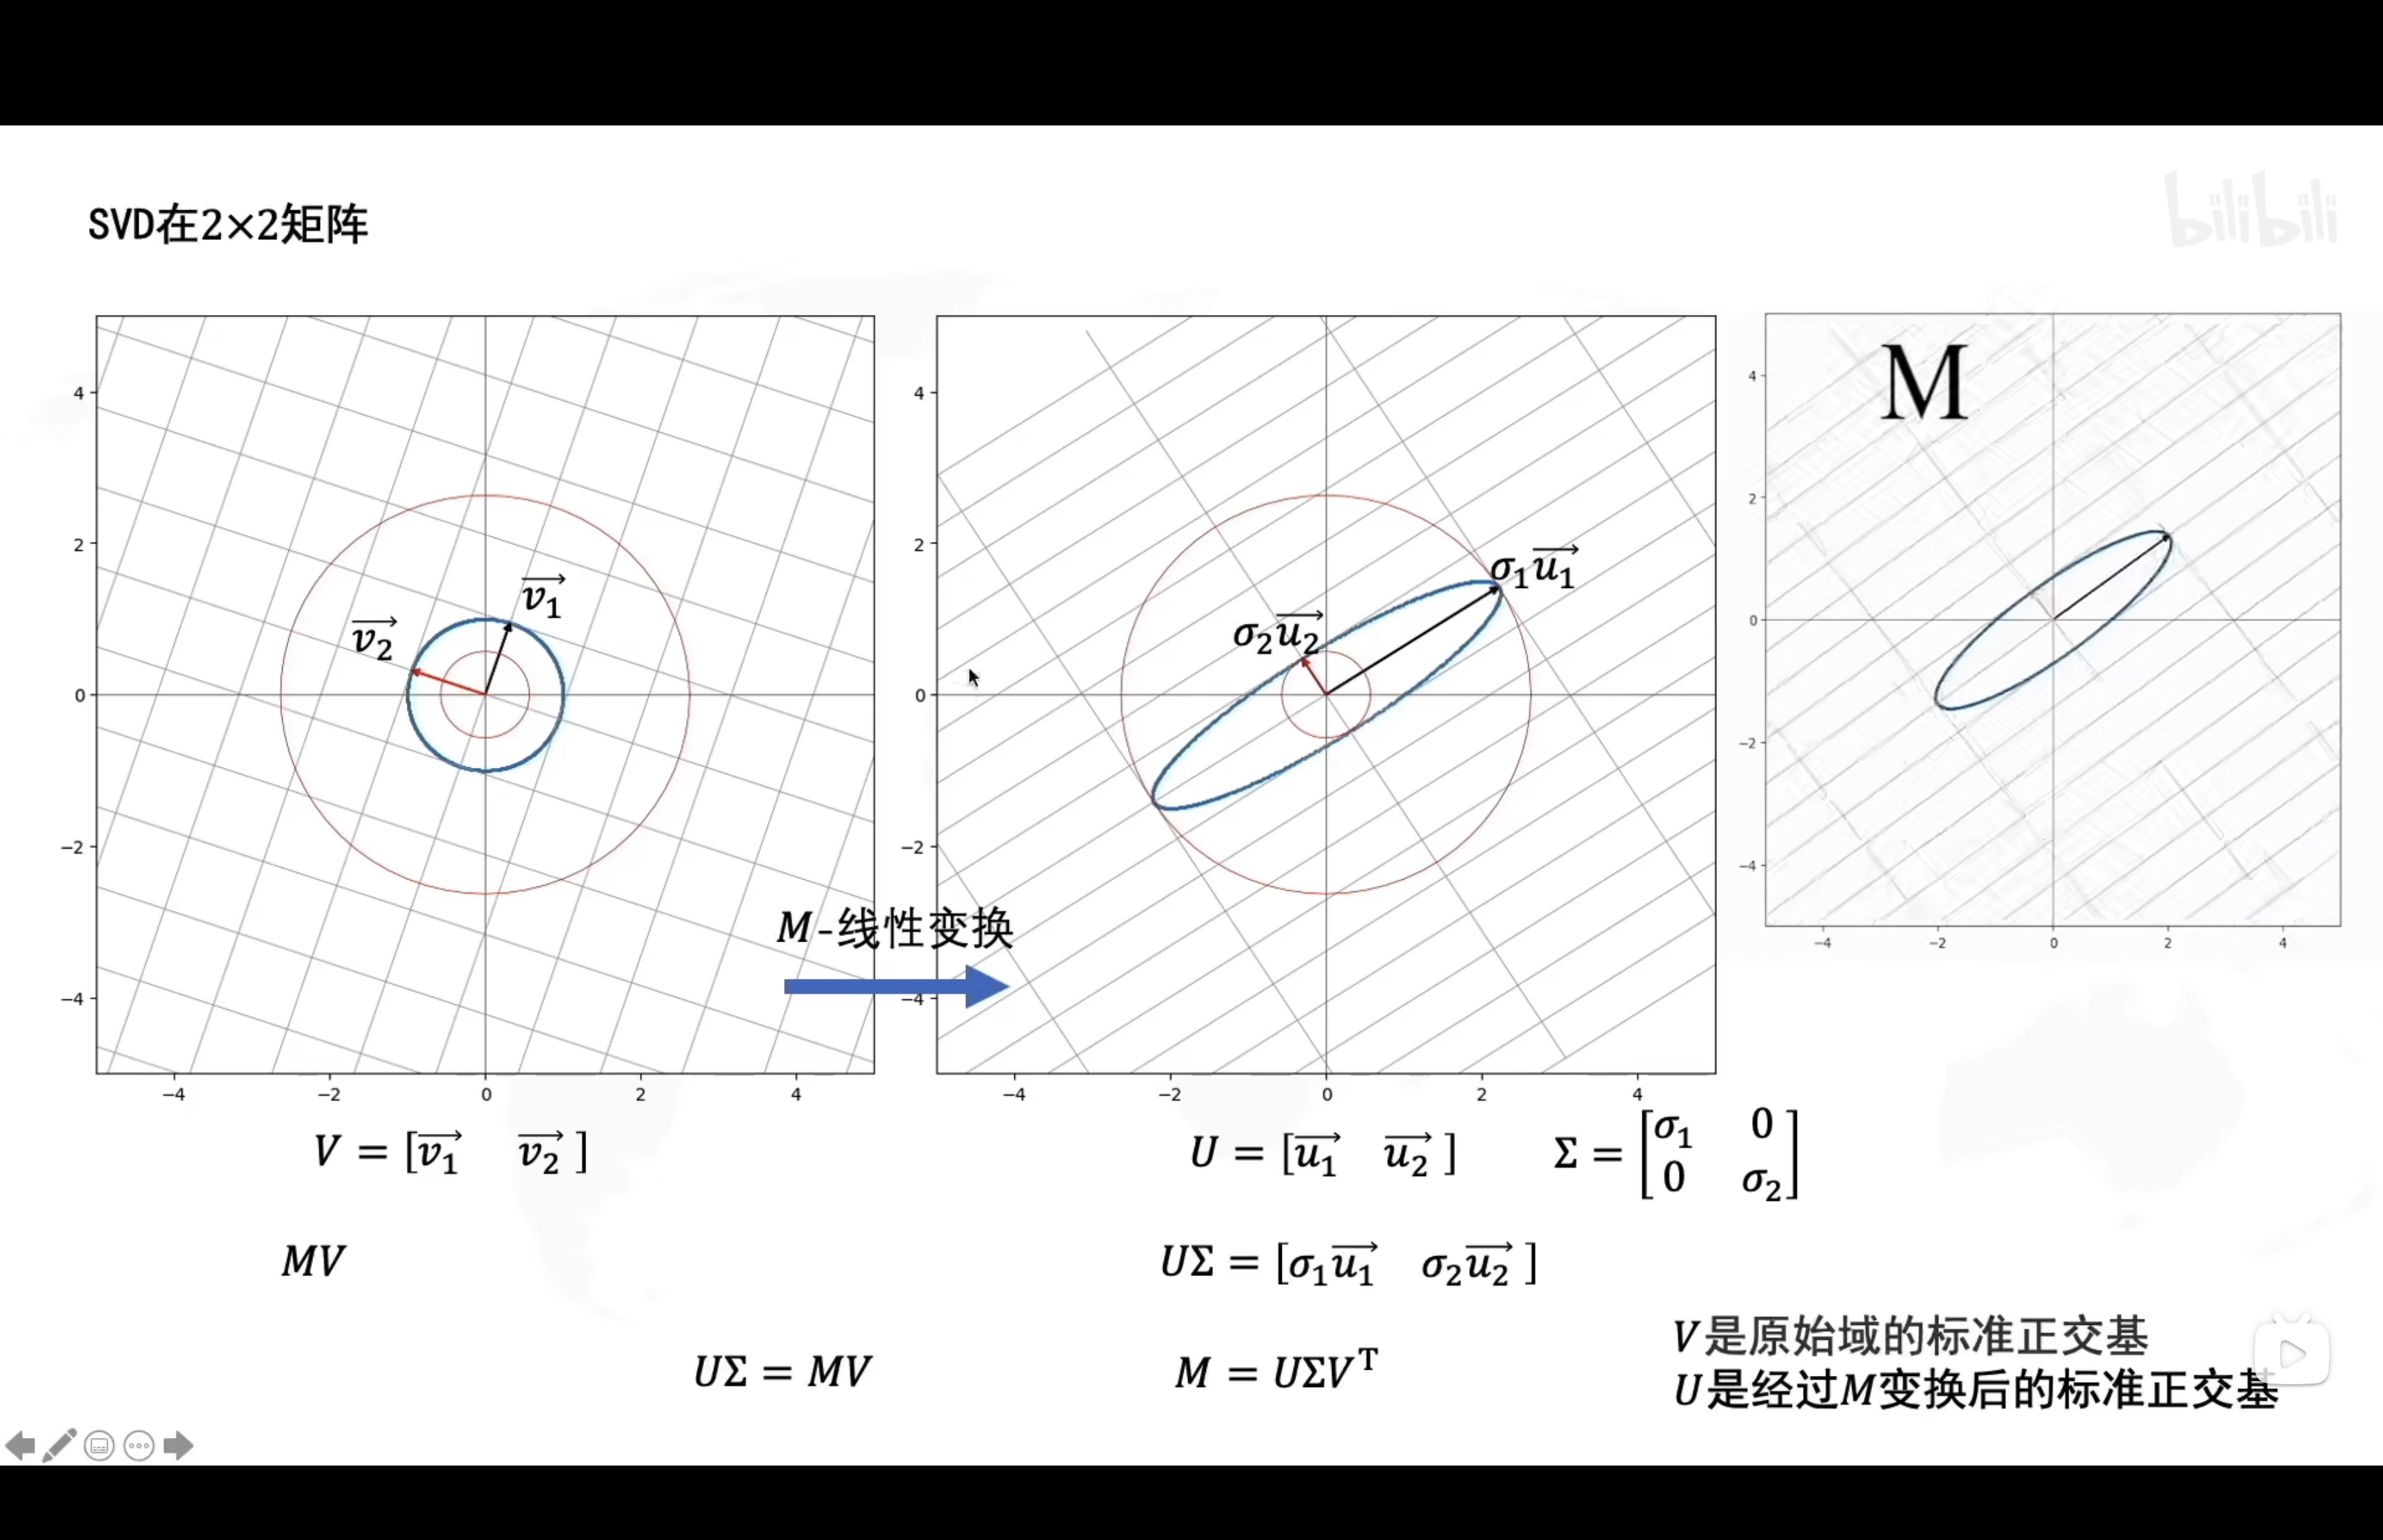 SVD在2×2矩阵
bilibili
4
2
0
−2
−4
−4
−2
0
2
4
$\overrightarrow{v_1}$
$\overrightarrow{v_2}$
M-线性变换
4
2
0
−2
−4
−4
−2
0
2
4
$\sigma_1\overrightarrow{u_1}$
$\sigma_2\overrightarrow{u_2}$
M
4
2
0
−2
−4
−4
−2
0
2
4
$V = [\overrightarrow{v_1} \quad \overrightarrow{v_2}]$
$U = [\overrightarrow{u_1} \quad \overrightarrow{u_2}]$
$\Sigma = \begin{bmatrix} \sigma_1 & 0 \\ 0 & \sigma_2 \end{bmatrix}$
$MV$
$U\Sigma = [\sigma_1\overrightarrow{u_1} \quad \sigma_2\overrightarrow{u_2}]$
$U\Sigma = MV$
$M = U\Sigma V^{\mathrm{T}}$
V是原始域的标准正交基
U是经过M变换后的标准正交基